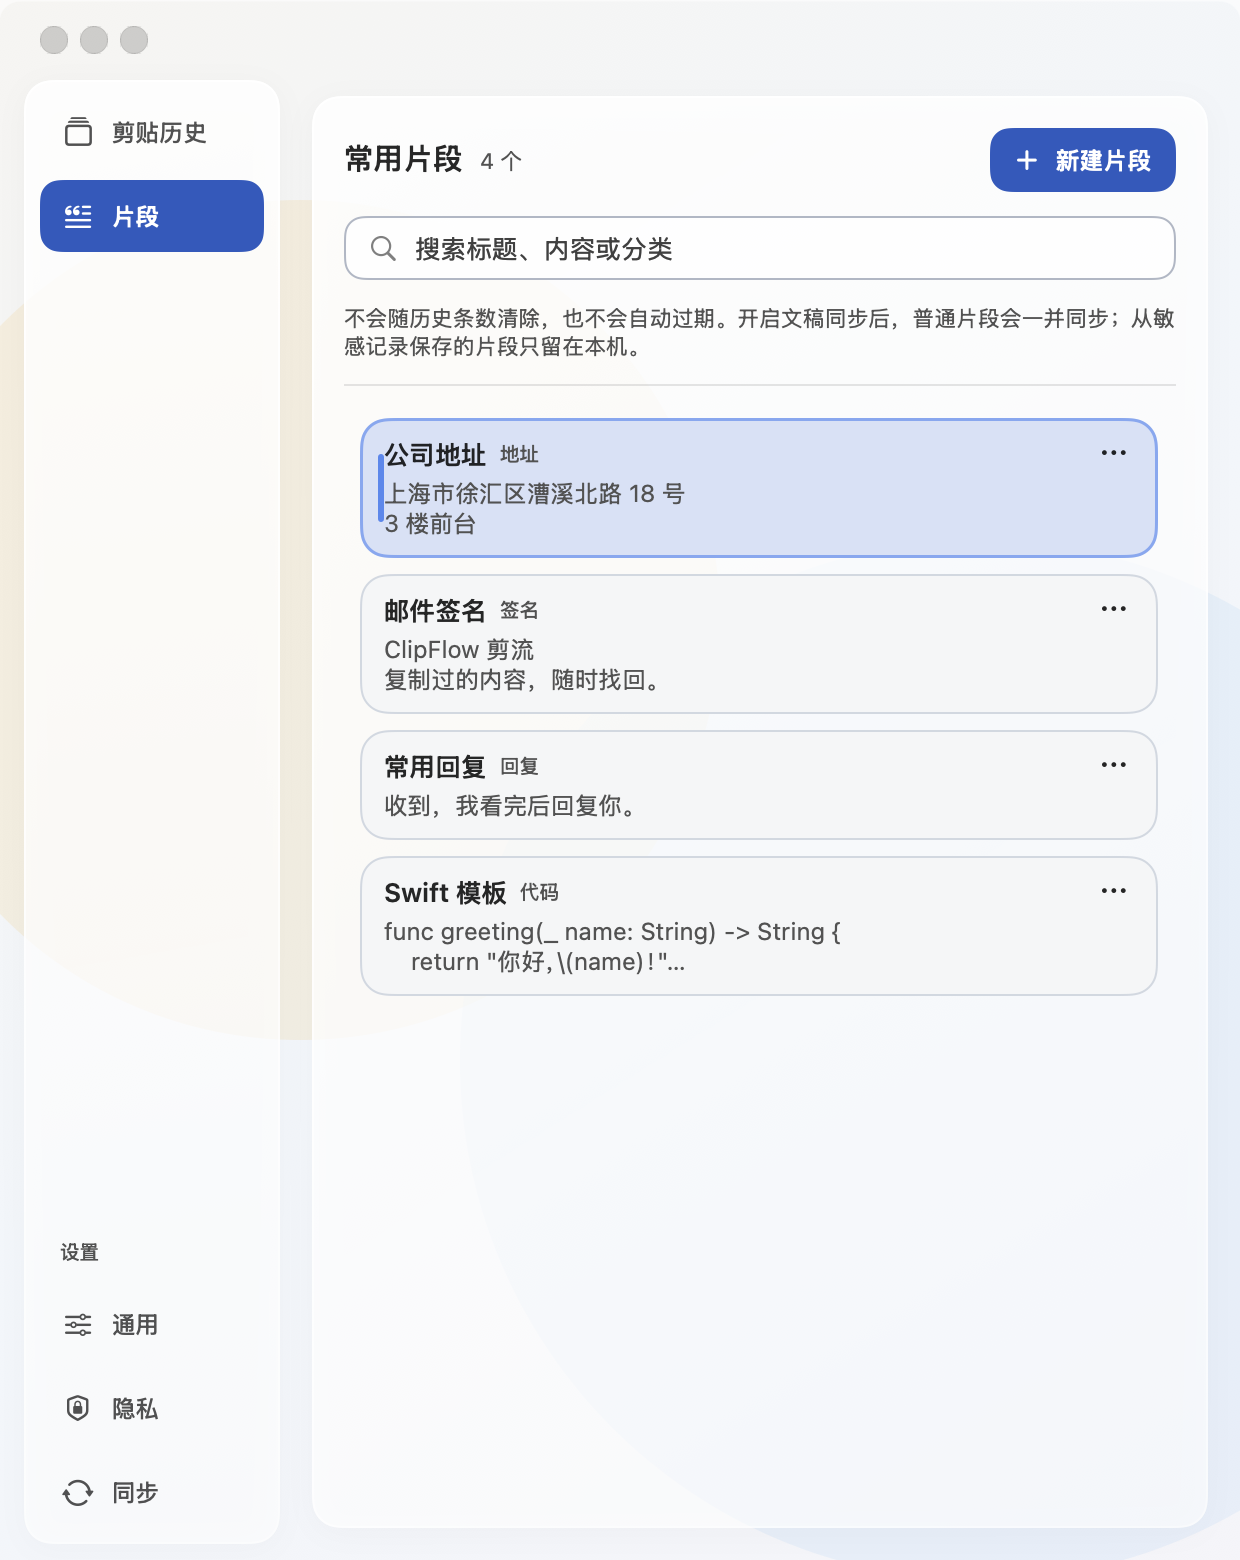 剪贴历史
片段
设置
通用
隐私
同步
常用片段 4 个
新建片段
搜索标题、内容或分类
不会随历史条数清除，也不会自动过期。开启文稿同步后，普通片段会一并同步；从敏
感记录保存的片段只留在本机。
公司地址 地址
上海市徐汇区漕溪北路 18 号
3 楼前台
邮件签名 签名
ClipFlow 剪流
复制过的内容，随时找回。
常用回复 回复
收到，我看完后回复你。
Swift 模板 代码
func greeting(_ name: String) -> String {
    return "你好，\(name)！"...